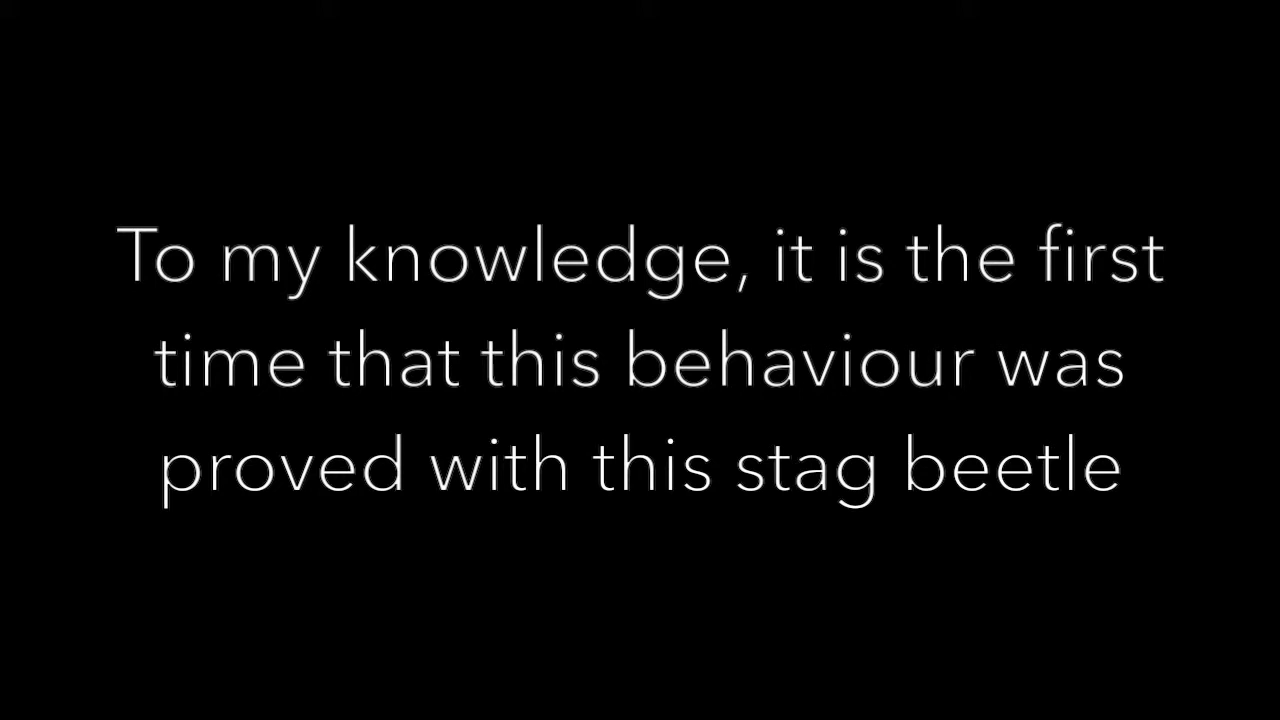 To my knowledge, it is the first
time that this behaviour was
proved with this stag beetle